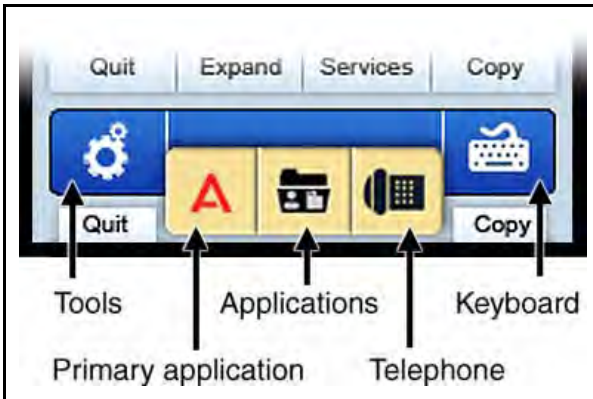 Quit Expand Services Copy
A
Quit Copy
Tools Applications Keyboard
Primary application Telephone